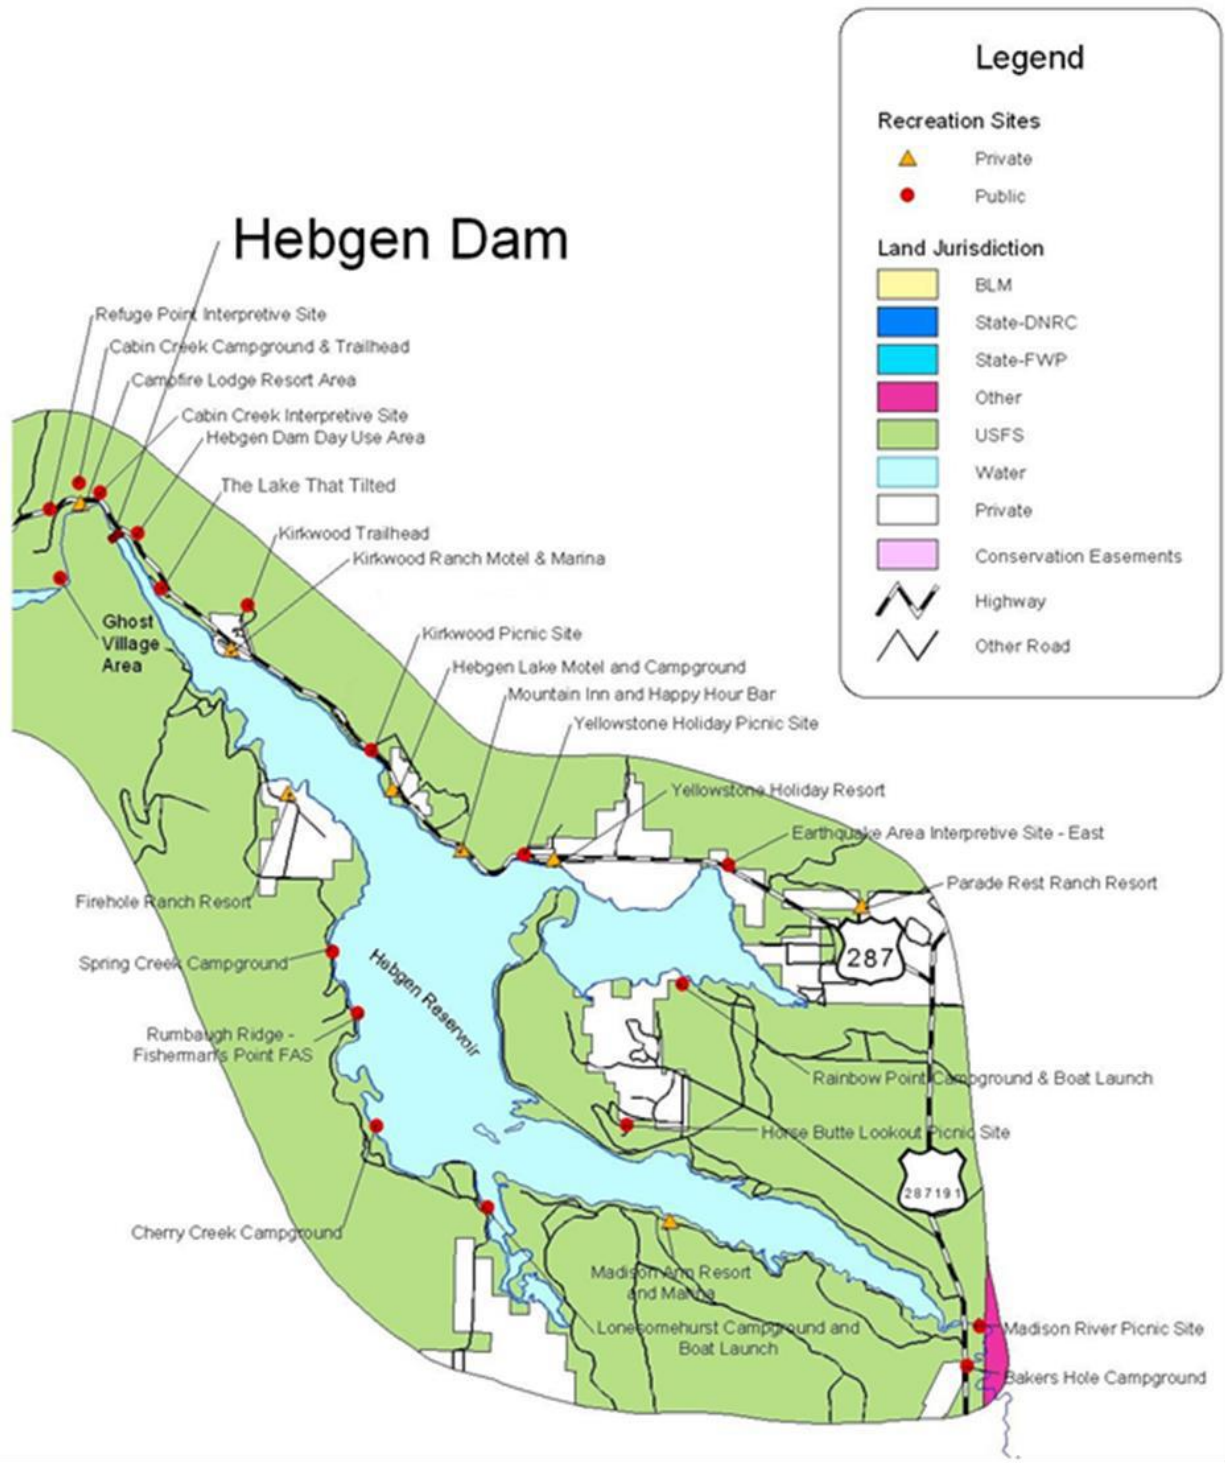 Legend
Recreation Sites
Private
Public
Land Jurisdiction
BLM
State-DNRC
State-FWP
Other
USFS
Water
Private
Conservation Easements
Highway
Other Road
Hebgen Dam
Refuge Point Interpretive Site
Cabin Creek Campground & Trailhead
Campfire Lodge Resort Area
Cabin Creek Interpretive Site
Hebgen Dam Day Use Area
The Lake That Tilted
Kirkwood Trailhead
Kirkwood Ranch Motel & Marina
Ghost
Village
Area
Kirkwood Picnic Site
Hebgen Lake Motel and Campground
Mountain Inn and Happy Hour Bar
Yellowstone Holiday Picnic Site
Yellowstone Holiday Resort
Earthquake Area Interpretive Site - East
Parade Rest Ranch Resort
Firehole Ranch Resort
287
Spring Creek Campground
Hebgen Reservoir
Rumbaugh Ridge -
Fisherman's Point FAS
Rainbow Point Campground & Boat Launch
Horse Butte Lookout Picnic Site
287191
Cherry Creek Campground
Madison Arm Resort
and Marina
Lonesomehurst Campground and
Boat Launch
Madison River Picnic Site
Bakers Hole Campground